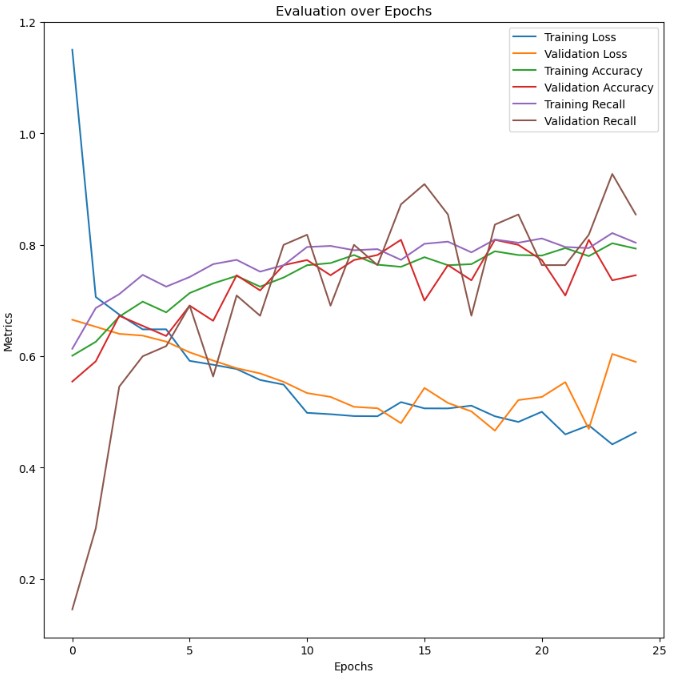 Evaluation over Epochs
Training Loss
Validation Loss
Training Accuracy
Validation Accuracy
Training Recall
Validation Recall
1.2
1.0
0.8
0.6
0.4
0.2
Metrics
0 5 10 15 20 25
Epochs